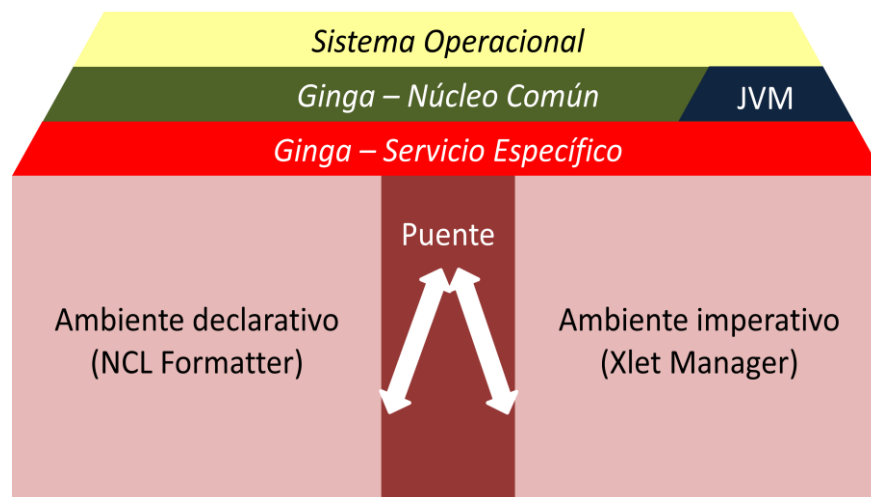 Sistema Operacional
Ginga – Núcleo Común
JVM
Ginga – Servicio Específico
Puente
Ambiente declarativo
(NCL Formatter)
Ambiente imperativo
(Xlet Manager)